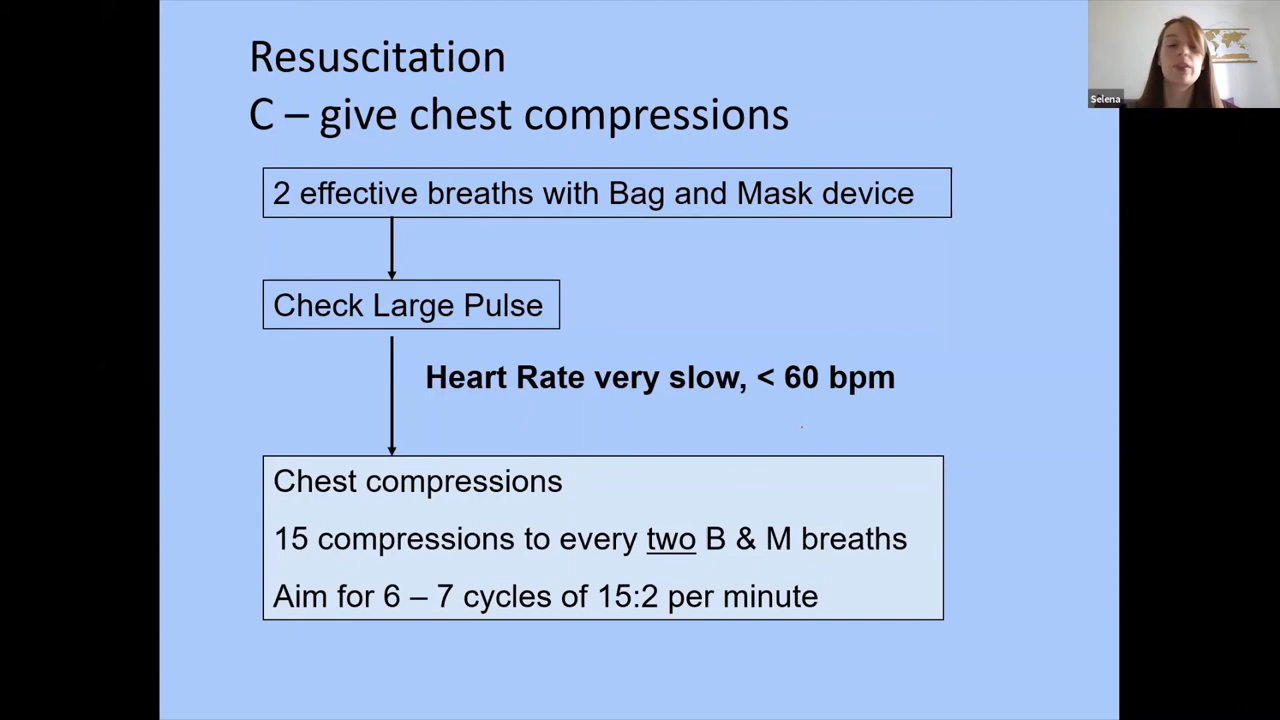 Resuscitation
C – give chest compressions
2 effective breaths with Bag and Mask device
Check Large Pulse
Heart Rate very slow, < 60 bpm
Chest compressions
15 compressions to every two B & M breaths
Aim for 6 – 7 cycles of 15:2 per minute
Selena